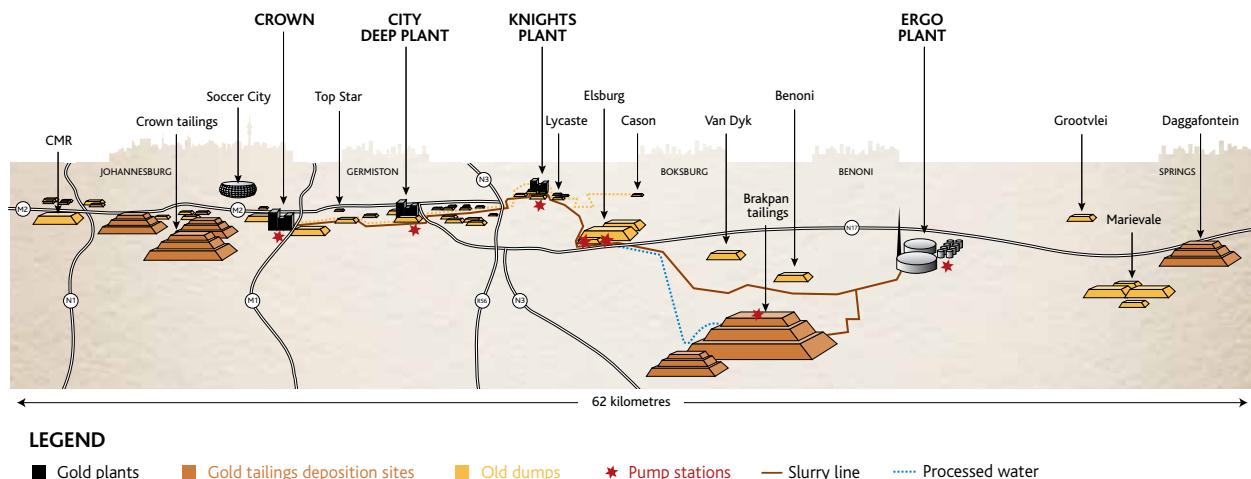 CROWN
CITY
DEEP PLANT
KNIGHTS
PLANT
ERGO
PLANT
Soccer City
Top Star
Elsburg
Benoni
Crown tailings
Lycaste
Cason
Van Dyk
Grootvlei
Daggafontein
CMR
JOHANNESBURG
GERMISTON
N3
BOKSBURG
BENONI
SPRINGS
Brakpan
tailings
Marievale
M2
M2
N17
N1
M1
R56
N3
62 kilometres
LEGEND
Gold plants
Gold tailings deposition sites
Old dumps
Pump stations
Slurry line
Processed water